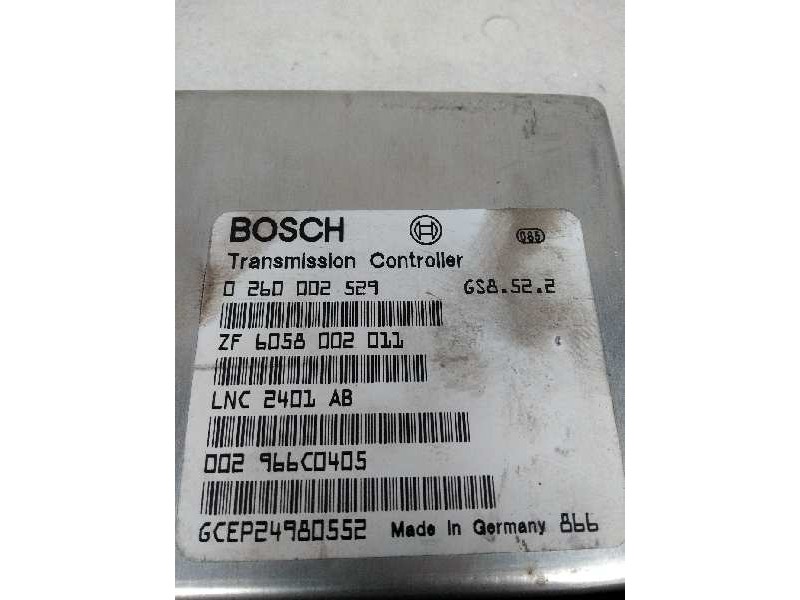 BOSCH 085
Transmission Controller
0 260 002 529 GS8.52.2
ZF 6058 002 011
LNC 2401 AB
002 966C0405
GCEP24980552 Made in Germany 866